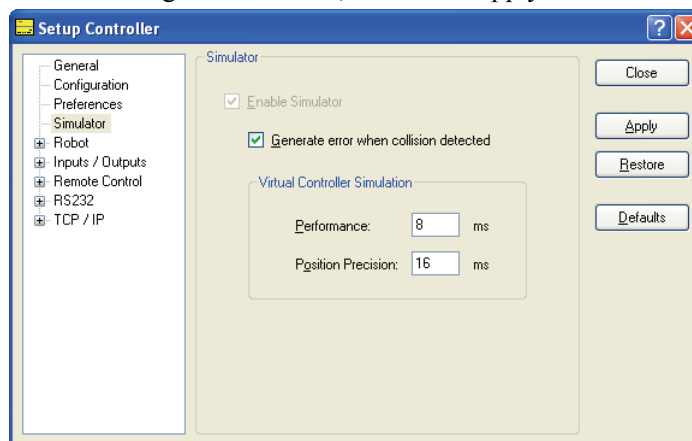 Setup Controller
General
Configuration
Preferences
Simulator
Robot
Inputs / Outputs
Remote Control
RS232
TCP / IP
Simulator
Enable Simulator
Generate error when collision detected
Virtual Controller Simulation
Performance: 8 ms
Position Precision: 16 ms
Close
Apply
Restore
Defaults